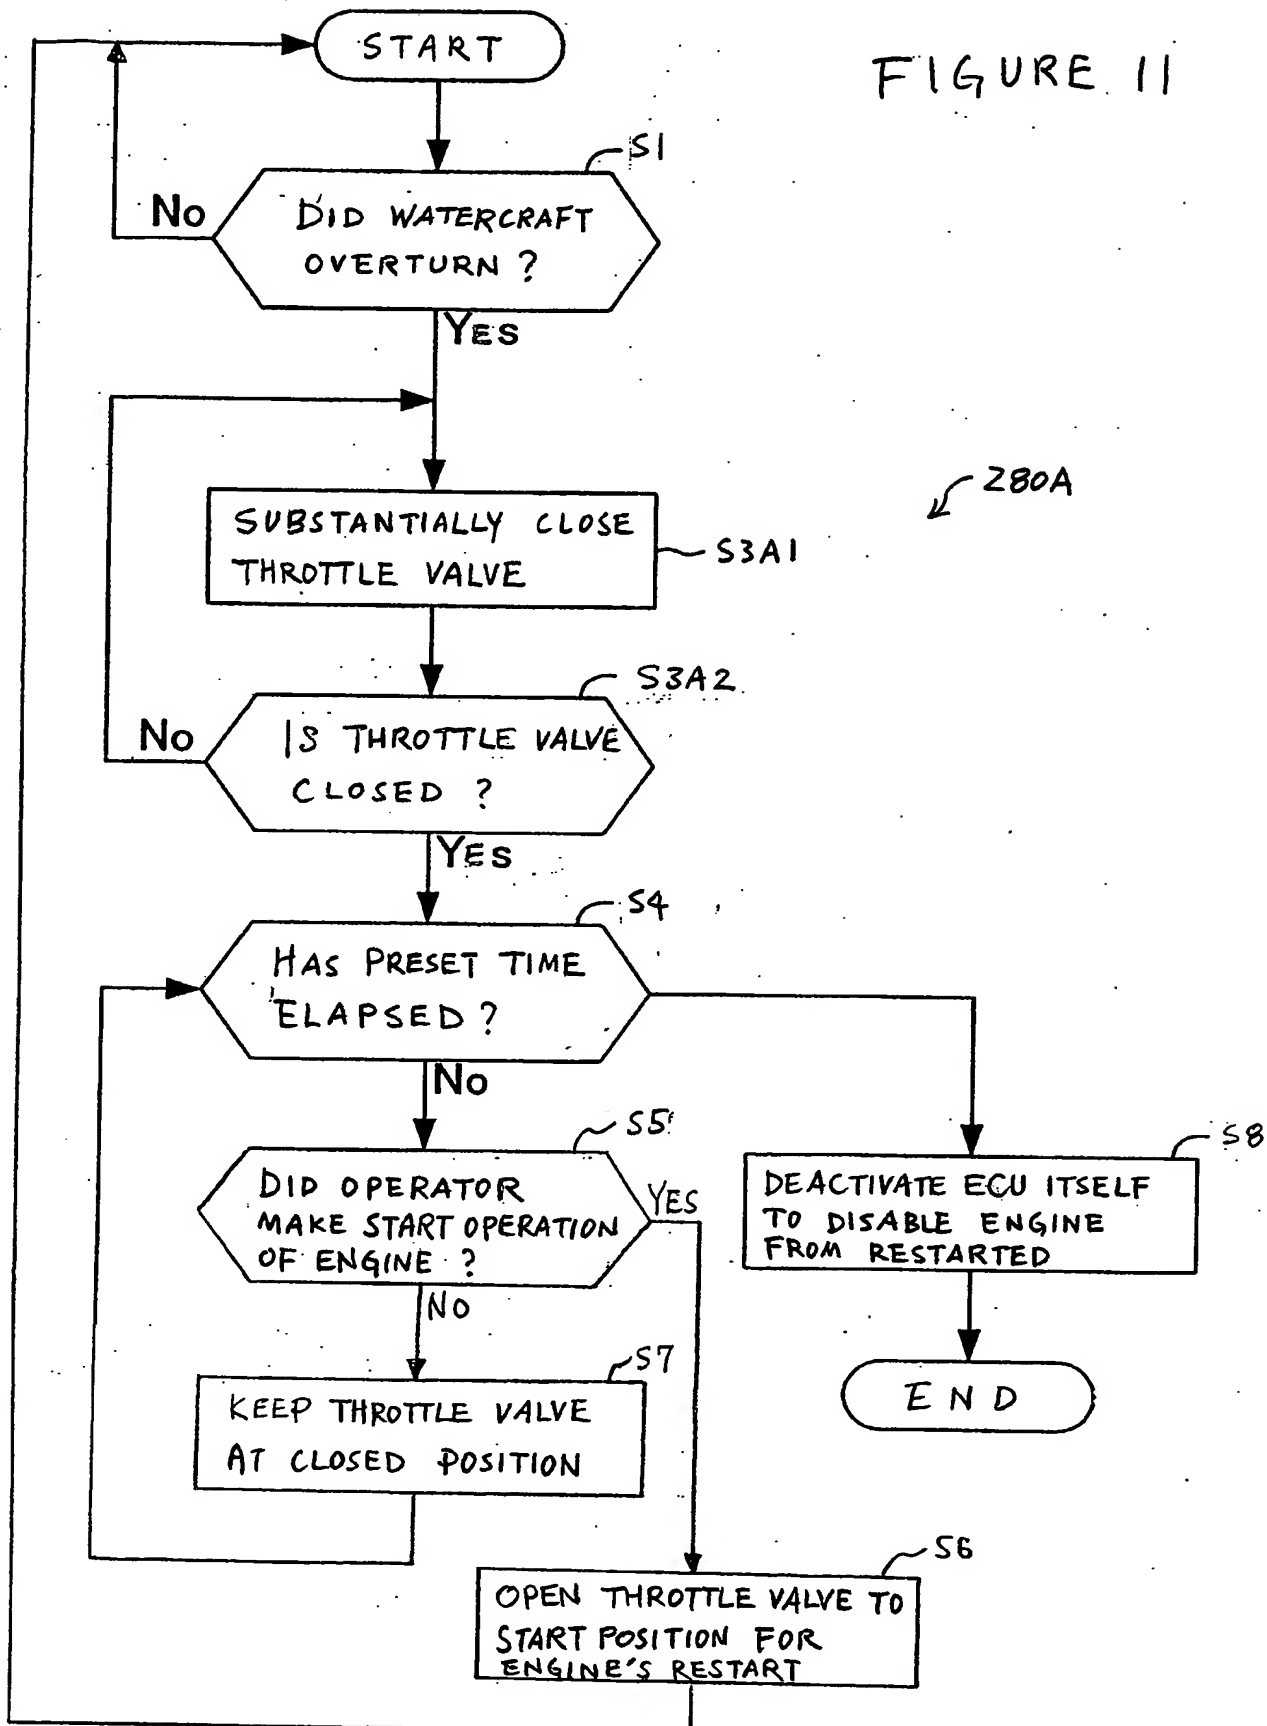 START
FIGURE 11
S1
No
DID WATERCRAFT
OVERTURN ?
YES
280A
SUBSTANTIALLY CLOSE
THROTTLE VALVE
S3A1
S3A2
No
IS THROTTLE VALVE
CLOSED ?
YES
S4
HAS PRESET TIME
ELAPSED ?
No
S5
DID OPERATOR
MAKE START OPERATION
OF ENGINE ?
YES
S8
DEACTIVATE ECU ITSELF
TO DISABLE ENGINE
FROM RESTARTED
NO
S7
KEEP THROTTLE VALVE
AT CLOSED POSITION
END
S6
OPEN THROTTLE VALVE TO
START POSITION FOR
ENGINE'S RESTART